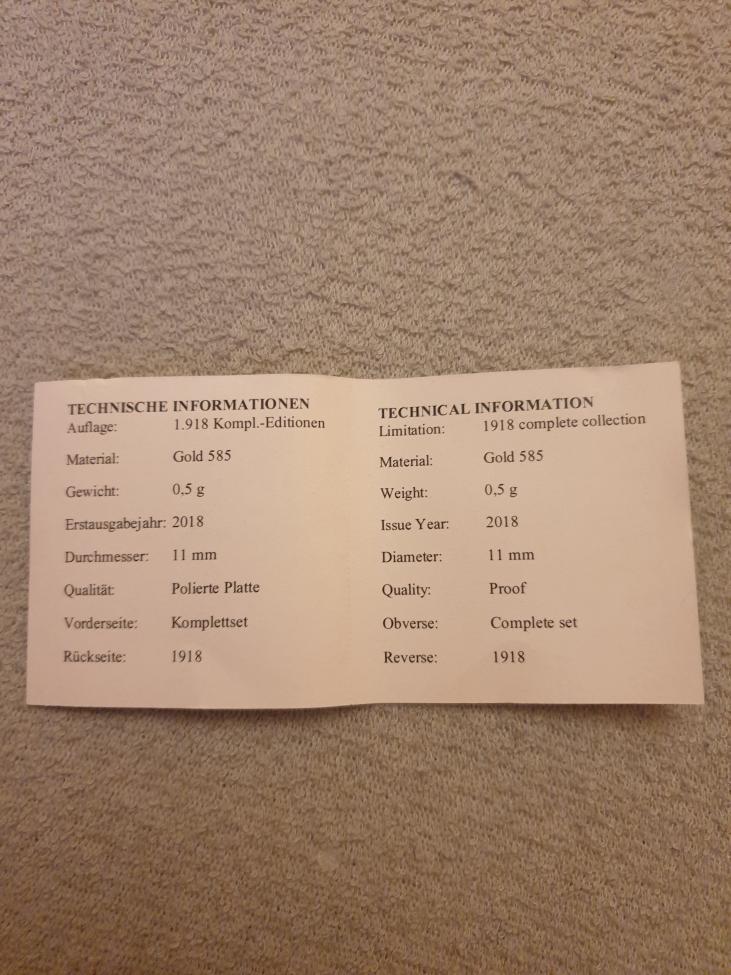 TECHNISCHE INFORMATIONEN
Auflage: 1.918 Kompl.-Editionen
Material: Gold 585
Gewicht: 0,5 g
Erstausgabejahr: 2018
Durchmesser: 11 mm
Qualität: Polierte Platte
Vorderseite: Komplettset
Rückseite: 1918
TECHNICAL INFORMATION
Limitation: 1918 complete collection
Material: Gold 585
Weight: 0,5 g
Issue Year: 2018
Diameter: 11 mm
Quality: Proof
Obverse: Complete set
Reverse: 1918